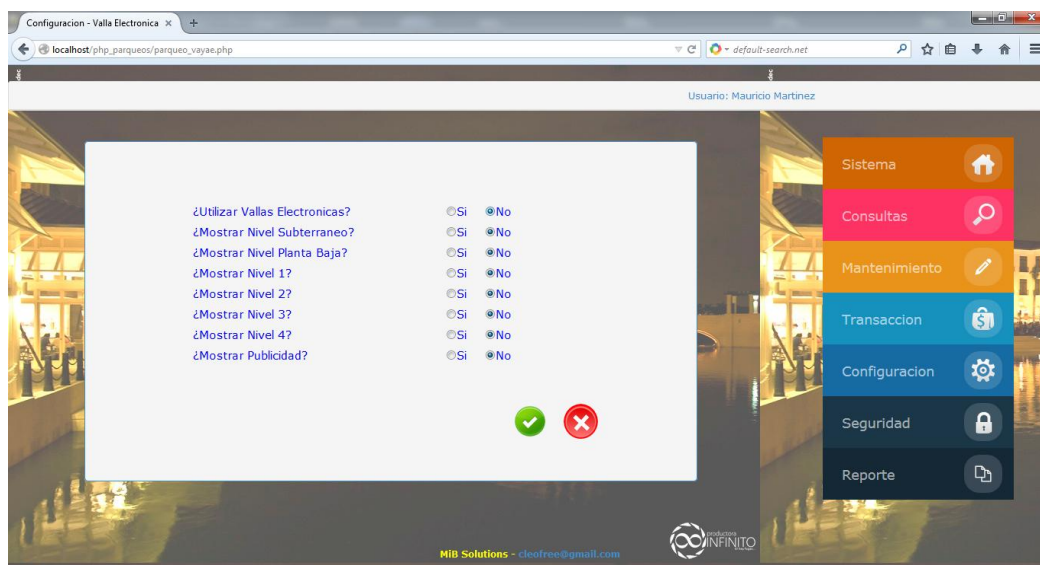 Configuracion - Valla Electronica
localhost/php_parqueos/parqueo_vayae.php
default-search.net
Usuario: Mauricio Martinez
¿Utilizar Vallas Electronicas? Si No
¿Mostrar Nivel Subterraneo? Si No
¿Mostrar Nivel Planta Baja? Si No
¿Mostrar Nivel 1? Si No
¿Mostrar Nivel 2? Si No
¿Mostrar Nivel 3? Si No
¿Mostrar Nivel 4? Si No
¿Mostrar Publicidad? Si No
Sistema
Consultas
Mantenimiento
Transaccion
Configuracion
Seguridad
Reporte
productora
INFINITO
MiB Solutions - cleofree@gmail.com